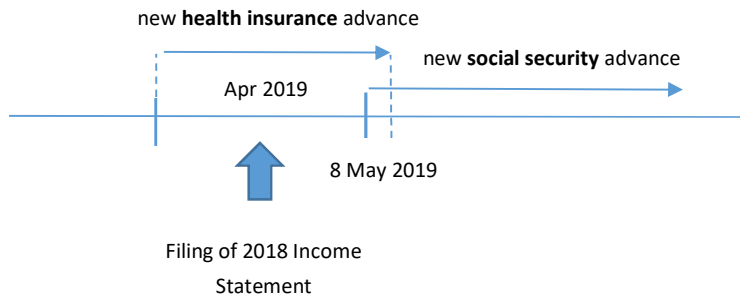 new health insurance advance
new social security advance
Apr 2019
8 May 2019
Filing of 2018 Income
Statement